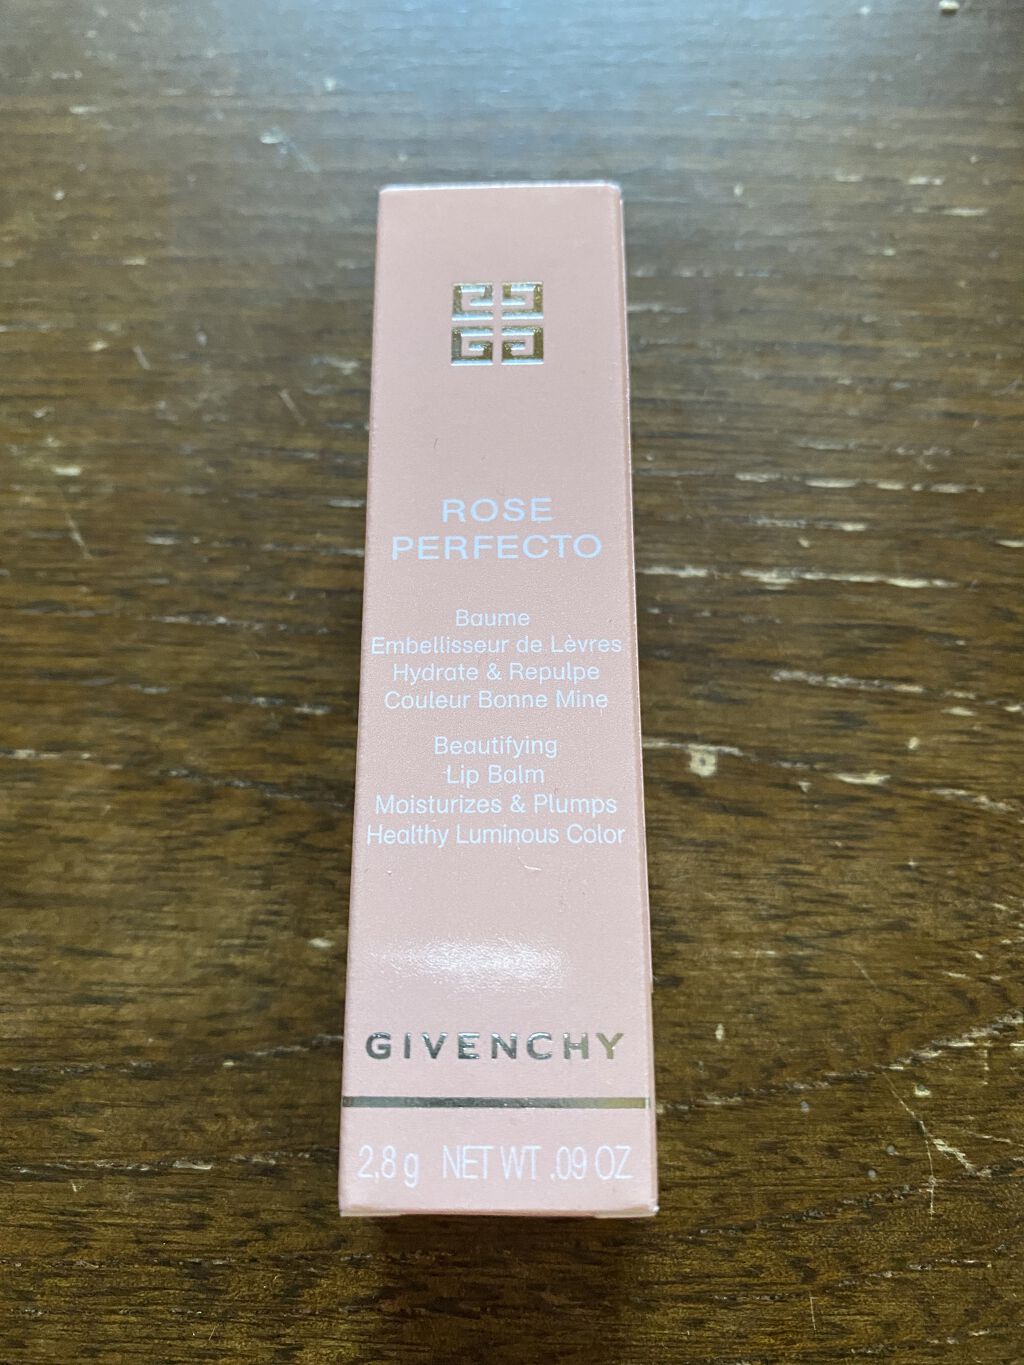 ROSE
PERFECTO
Baume
Embellisseur de Lèvres
Hydrate & Repulpe
Couleur Bonne Mine
Beautifying
Lip Balm
Moisturizes & Plumps
Healthy Luminous Color
GIVENCHY
2,8 g NET WT .09 OZ